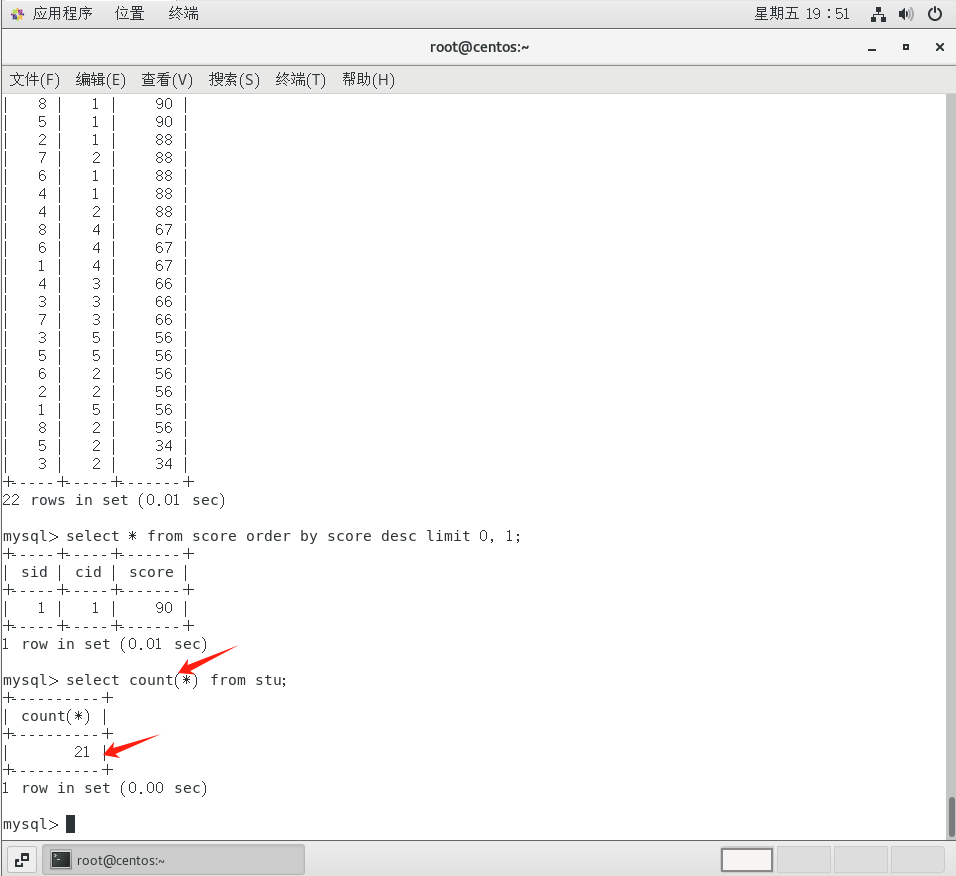 应用程序 位置 终端 星期五 19：51
root@centos:~
文件(F) 编辑(E) 查看(V) 搜索(S) 终端(T) 帮助(H)
|   8 |   1 |    90 |
|   5 |   1 |    90 |
|   2 |   1 |    88 |
|   7 |   2 |    88 |
|   6 |   1 |    88 |
|   4 |   1 |    88 |
|   4 |   2 |    88 |
|   8 |   4 |    67 |
|   6 |   4 |    67 |
|   1 |   4 |    67 |
|   4 |   3 |    66 |
|   3 |   3 |    66 |
|   7 |   3 |    66 |
|   3 |   5 |    56 |
|   5 |   5 |    56 |
|   6 |   2 |    56 |
|   2 |   2 |    56 |
|   1 |   5 |    56 |
|   8 |   2 |    56 |
|   5 |   2 |    34 |
|   3 |   2 |    34 |
+-----+-----+-------+
22 rows in set (0.01 sec)
mysql> select * from score order by score desc limit 0, 1;
+-----+-----+-------+
| sid | cid | score |
+-----+-----+-------+
|   1 |   1 |    90 |
+-----+-----+-------+
1 row in set (0.01 sec)
mysql> select count(*) from stu;
+----------+
| count(*) |
+----------+
|       21 |
+----------+
1 row in set (0.00 sec)
mysql>
root@centos:~